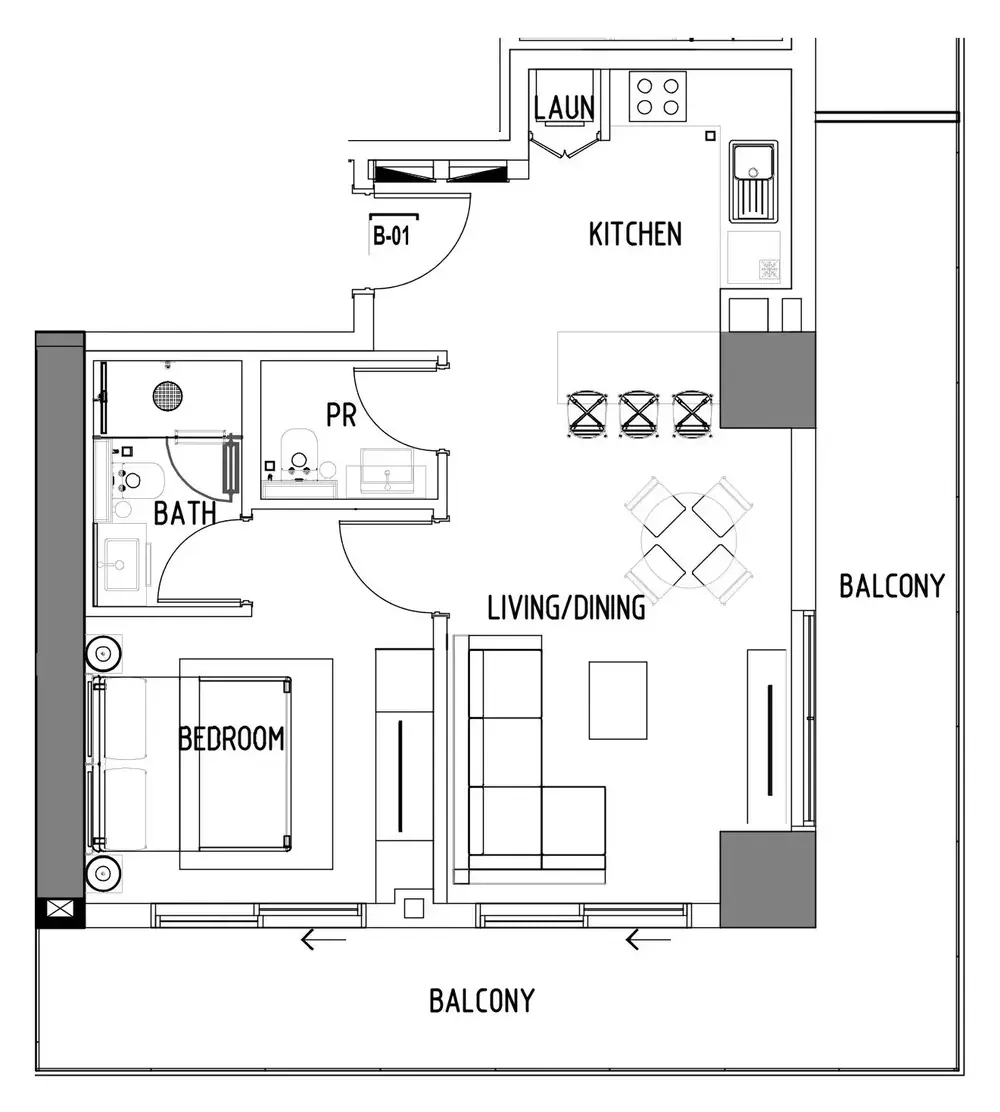 LAUN
KITCHEN
B-01
PR
BATH
LIVING/DINING
BALCONY
BEDROOM
BALCONY